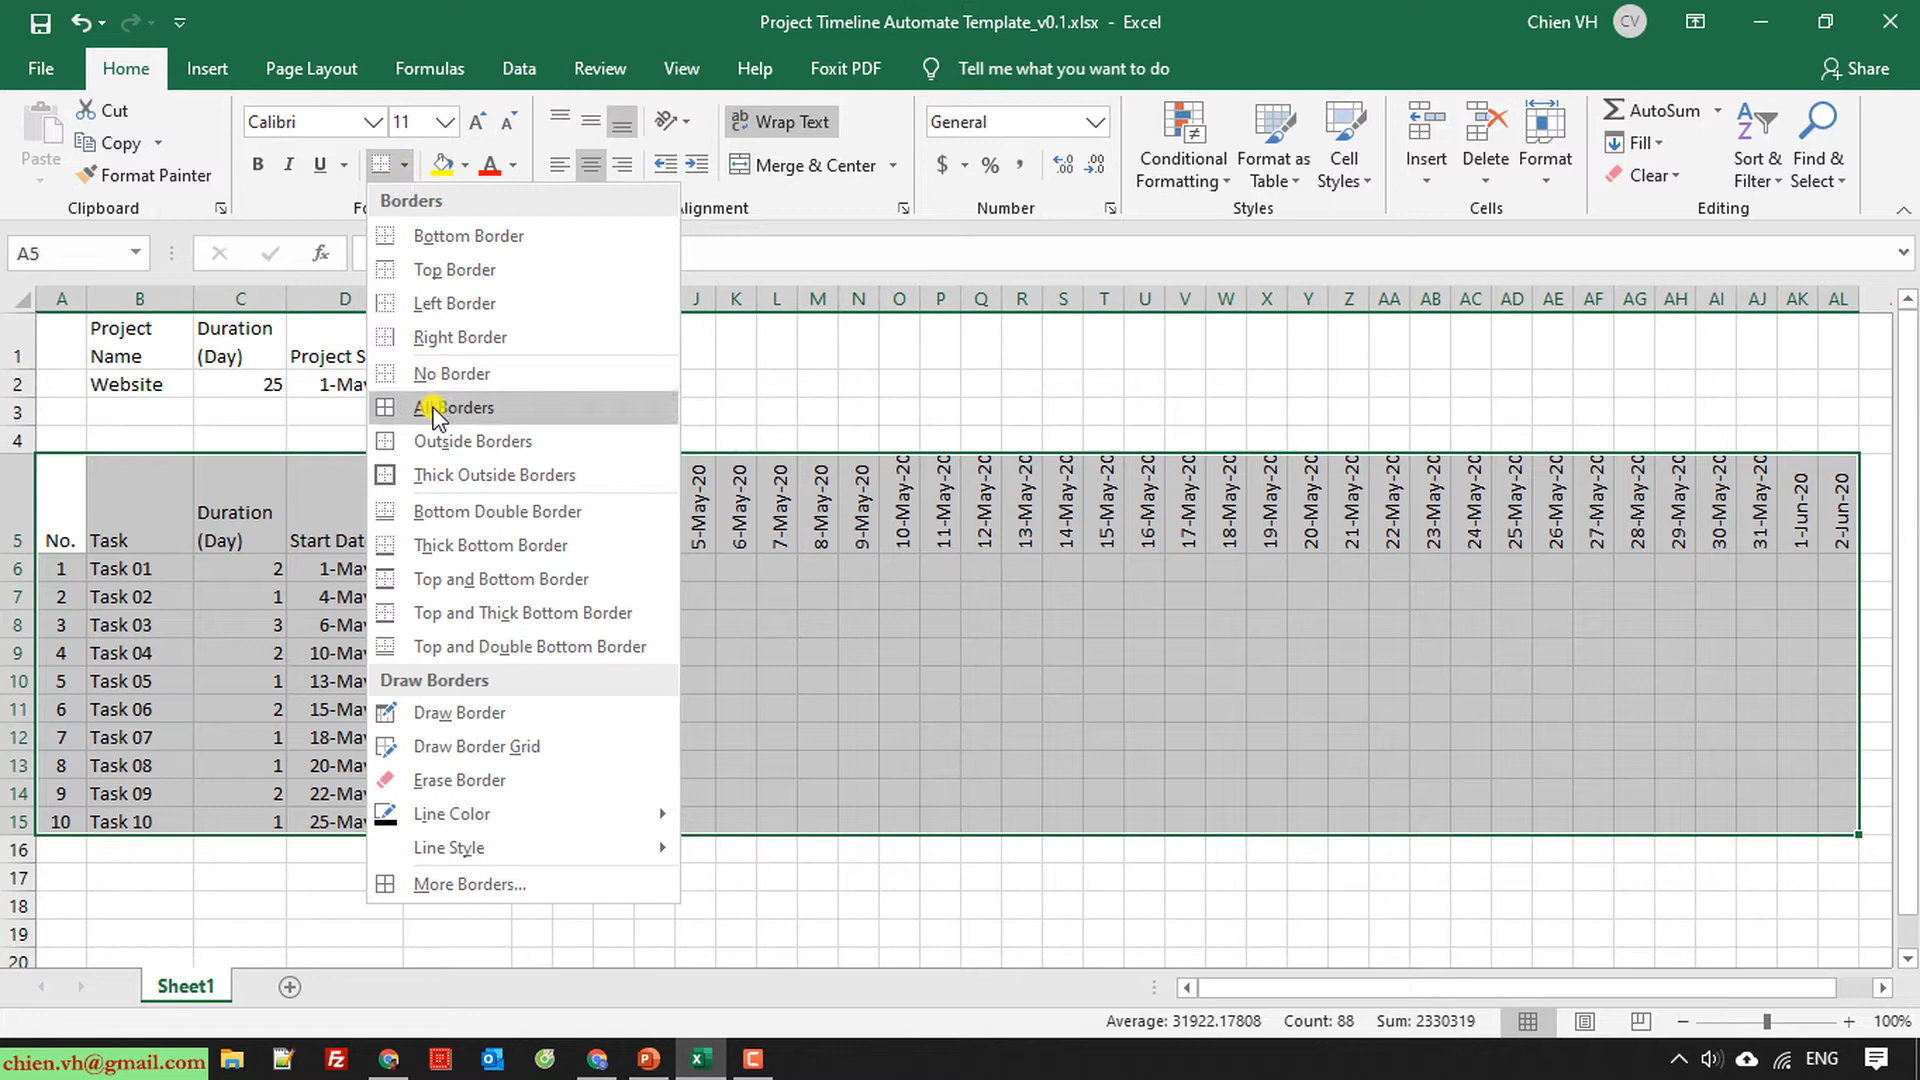 Project Timeline Automate Template_v0.1.xlsx - Excel
Chien VH
CV
File Home Insert Page Layout Formulas Data Review View Help Foxit PDF Tell me what you want to do Share
Paste
Cut
Copy
Format Painter
Clipboard
Calibri 11
B I U A
Wrap Text
Merge & Center
Alignment
General
$ % ,
Number
Conditional Formatting
Format as Table
Cell Styles
Styles
Insert Delete Format
Cells
AutoSum
Fill
Clear
Sort & Filter
Find & Select
Editing
A5
fx
Borders
Bottom Border
Top Border
Left Border
Right Border
No Border
All Borders
Outside Borders
Thick Outside Borders
Bottom Double Border
Thick Bottom Border
Top and Bottom Border
Top and Thick Bottom Border
Top and Double Bottom Border
Draw Borders
Draw Border
Draw Border Grid
Erase Border
Line Color
Line Style
More Borders...
A B C D J K L M N O P Q R S T U V W X Y Z AA AB AC AD AE AF AG AH AI AJ AK AL
1 Project Name Duration (Day) Project S
2 Website 25 1-May
3
4
5 No. Task Duration (Day) Start Date 5-May-20 6-May-20 7-May-20 8-May-20 9-May-20 10-May-20 11-May-20 12-May-20 13-May-20 14-May-20 15-May-20 16-May-20 17-May-20 18-May-20 19-May-20 20-May-20 21-May-20 22-May-20 23-May-20 24-May-20 25-May-20 26-May-20 27-May-20 28-May-20 29-May-20 30-May-20 31-May-20 1-Jun-20 2-Jun-20
6 1 Task 01 2 1-May
7 2 Task 02 1 4-May
8 3 Task 03 3 6-May
9 4 Task 04 2 10-May
10 5 Task 05 1 13-May
11 6 Task 06 2 15-May
12 7 Task 07 1 18-May
13 8 Task 08 1 20-May
14 9 Task 09 2 22-May
15 10 Task 10 1 25-May
16
17
18
19
20
Sheet1
Average: 31922.17808 Count: 88 Sum: 2330319 100%
chien.vh@gmail.com
ENG